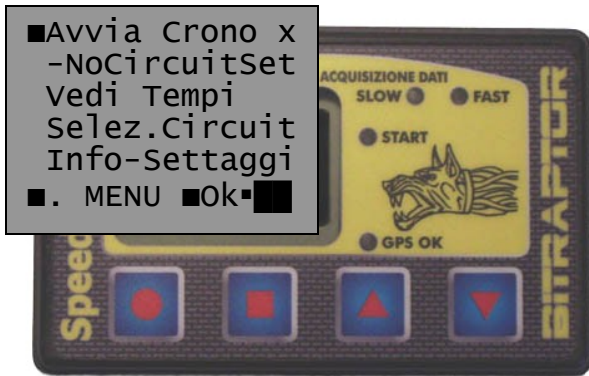 ■Avvia Crono x
-NoCircuitSet
Vedi Tempi
Selez.Circuit
Info-Settaggi
■. MENU ■Ok▪██
ACQUISIZIONE DATI
SLOW FAST
START
GPS OK
Speed
BITRAPTOR